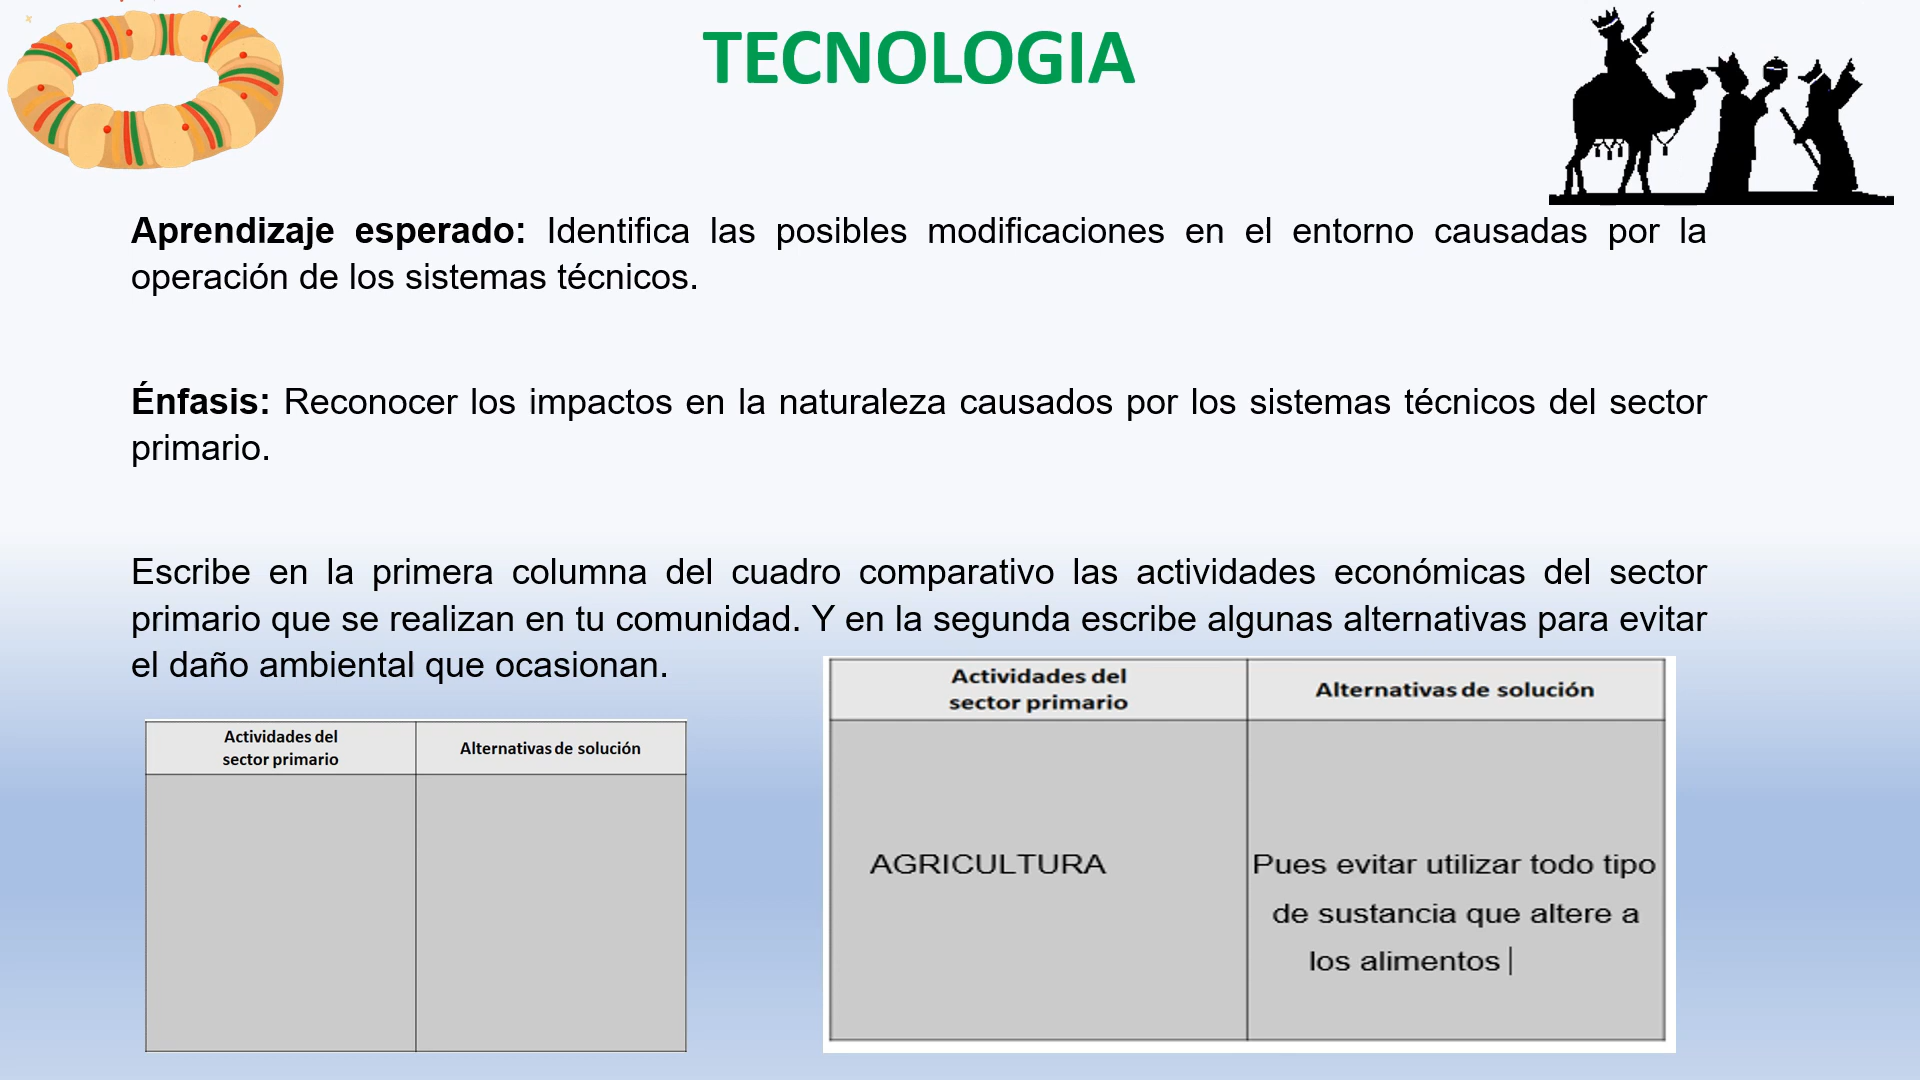 TECNOLOGIA
Aprendizaje esperado: Identifica las posibles modificaciones en el entorno causadas por la
operación de los sistemas técnicos.
Énfasis: Reconocer los impactos en la naturaleza causados por los sistemas técnicos del sector
primario.
Escribe en la primera columna del cuadro comparativo las actividades económicas del sector
primario que se realizan en tu comunidad. Y en la segunda escribe algunas alternativas para evitar
el daño ambiental que ocasionan.
Actividades del
sector primario
Alternativas de solución
Actividades del
sector primario
Alternativas de solución
AGRICULTURA
Pues evitar utilizar todo tipo
de sustancia que altere a
los alimentos